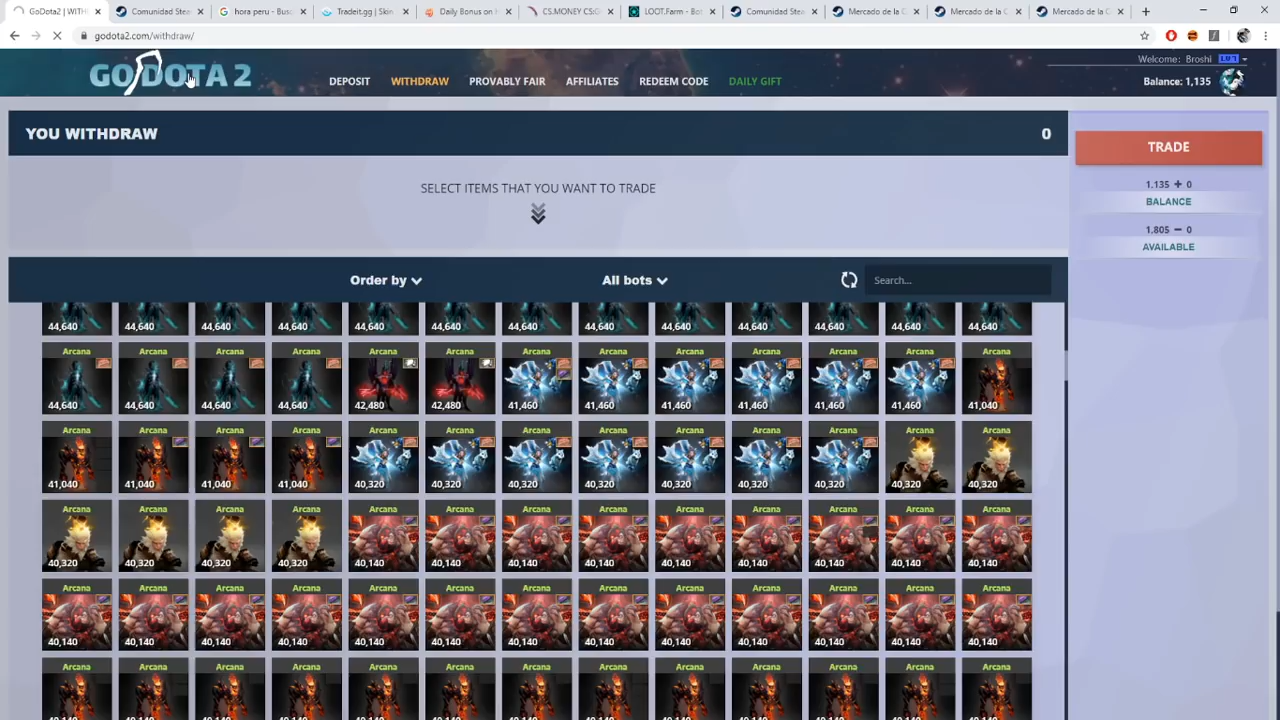 GoDota2 | WITH
Comunidad Stea
hora peru - Busc
Tradeit.gg | Skin
Daily Bonus on H
CS.MONEY CS:G
LOOT.Farm - Bot
Comunidad Stea
Mercado de la C
Mercado de la C
Mercado de la C
godota2.com/withdraw/
GO DOTA 2
DEPOSIT
WITHDRAW
PROVABLY FAIR
AFFILIATES
REDEEM CODE
DAILY GIFT
Welcome: Broshi
Balance: 1,135
YOU WITHDRAW
0
TRADE
SELECT ITEMS THAT YOU WANT TO TRADE
1.135 + 0
BALANCE
1.805 − 0
AVAILABLE
Order by
All bots
Search...
44,640 44,640 44,640 44,640 44,640 44,640 44,640 44,640 44,640 44,640 44,640 44,640 44,640
Arcana Arcana Arcana Arcana Arcana Arcana Arcana Arcana Arcana Arcana Arcana Arcana Arcana
44,640 44,640 44,640 44,640 42,480 42,480 41,460 41,460 41,460 41,460 41,460 41,460 41,040
Arcana Arcana Arcana Arcana Arcana Arcana Arcana Arcana Arcana Arcana Arcana Arcana Arcana
41,040 41,040 41,040 41,040 40,320 40,320 40,320 40,320 40,320 40,320 40,320 40,320 40,320
Arcana Arcana Arcana Arcana Arcana Arcana Arcana Arcana Arcana Arcana Arcana Arcana Arcana
40,320 40,320 40,320 40,320 40,140 40,140 40,140 40,140 40,140 40,140 40,140 40,140 40,140
Arcana Arcana Arcana Arcana Arcana Arcana Arcana Arcana Arcana Arcana Arcana Arcana Arcana
40,140 40,140 40,140 40,140 40,140 40,140 40,140 40,140 40,140 40,140 40,140 40,140 40,140
Arcana Arcana Arcana Arcana Arcana Arcana Arcana Arcana Arcana Arcana Arcana Arcana Arcana